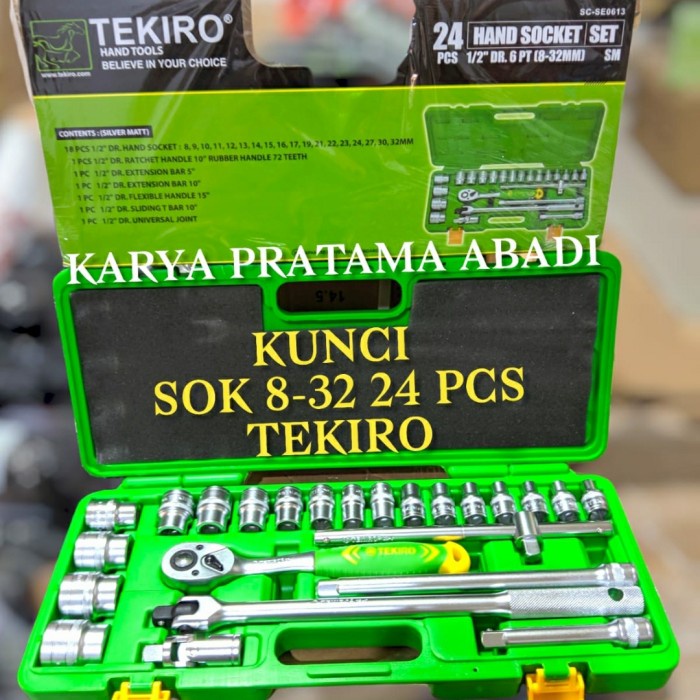 TEKIRO®
HAND TOOLS
BELIEVE IN YOUR CHOICE
www.tekiro.com
SC-SE0613
24 PCS HAND SOCKET SET
1/2" DR. 6 PT (8-32MM) SM
CONTENTS : (SILVER MATT)
18 PCS 1/2" DR. HAND SOCKET : 8, 9, 10, 11, 12, 13, 14, 15, 16, 17, 19, 21, 22, 23, 24, 27, 30, 32MM
1 PCS 1/2" DR. RATCHET HANDLE 10" RUBBER HANDLE 72 TEETH
1 PC 1/2" DR. EXTENSION BAR 5"
1 PC 1/2" DR. EXTENSION BAR 10"
1 PC 1/2" DR. FLEXIBLE HANDLE 15"
1 PC 1/2" DR. SLIDING T BAR 10"
1 PC 1/2" DR. UNIVERSAL JOINT
KARYA PRATAMA ABADI
14.5
KUNCI
SOK 8-32 24 PCS
TEKIRO
TEKIRO